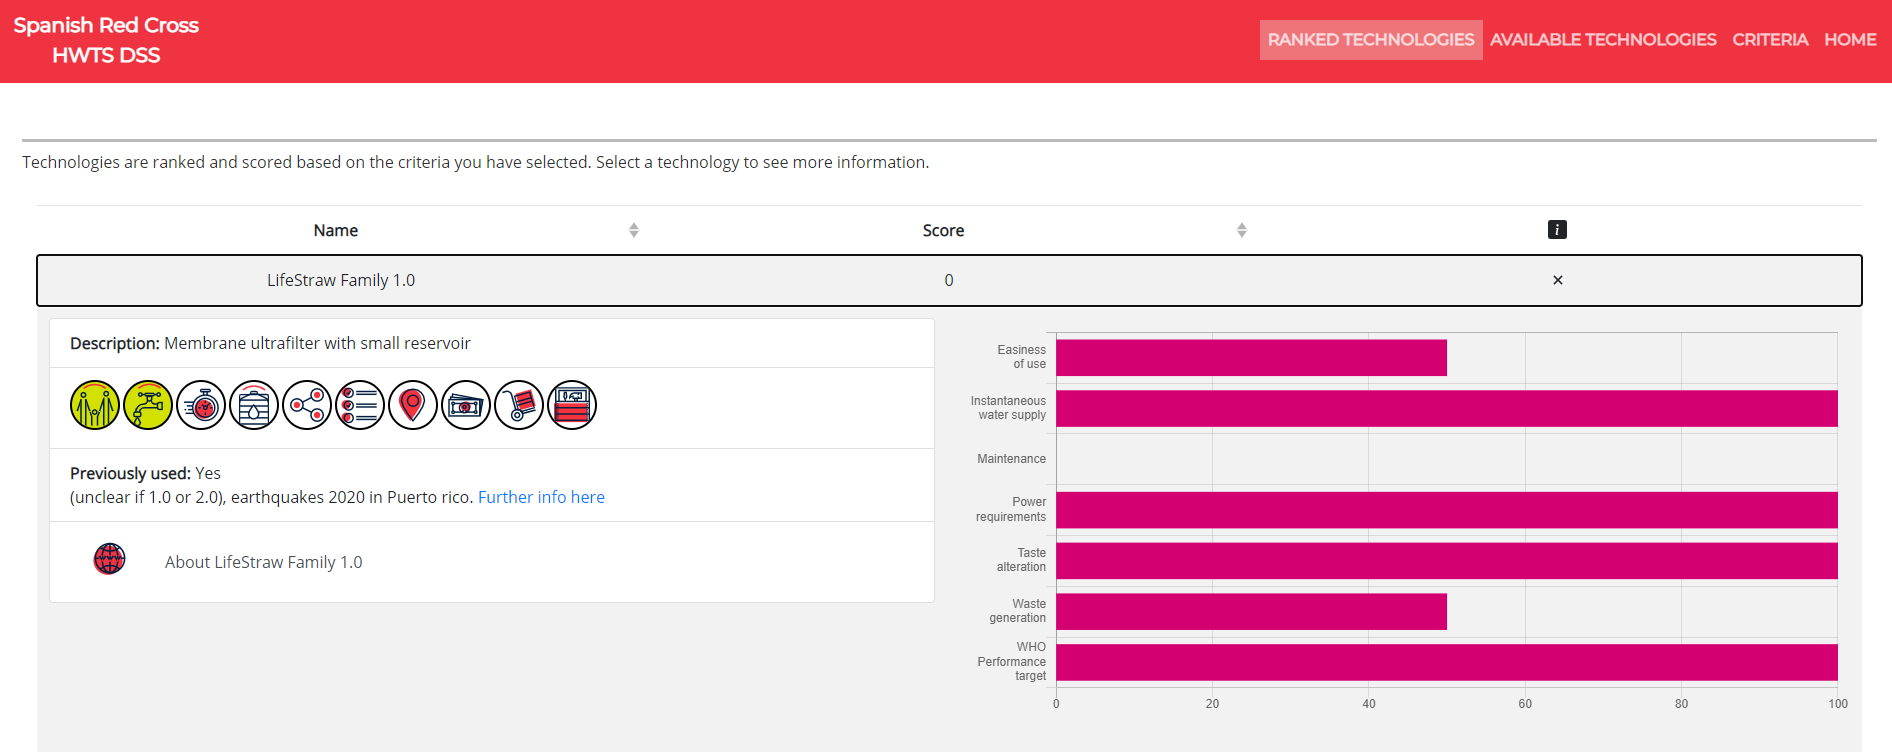 Spanish Red Cross
HWTS DSS
RANKED TECHNOLOGIES AVAILABLE TECHNOLOGIES CRITERIA HOME
Technologies are ranked and scored based on the criteria you have selected. Select a technology to see more information.
Name Score i
LifeStraw Family 1.0 0 ×
Description: Membrane ultrafilter with small reservoir
Previously used: Yes
(unclear if 1.0 or 2.0), earthquakes 2020 in Puerto rico. Further info here
About LifeStraw Family 1.0
Easiness
of use
Instantaneous
water supply
Maintenance
Power
requirements
Taste
alteration
Waste
generation
WHO
Performance
target
0 20 40 60 80 100